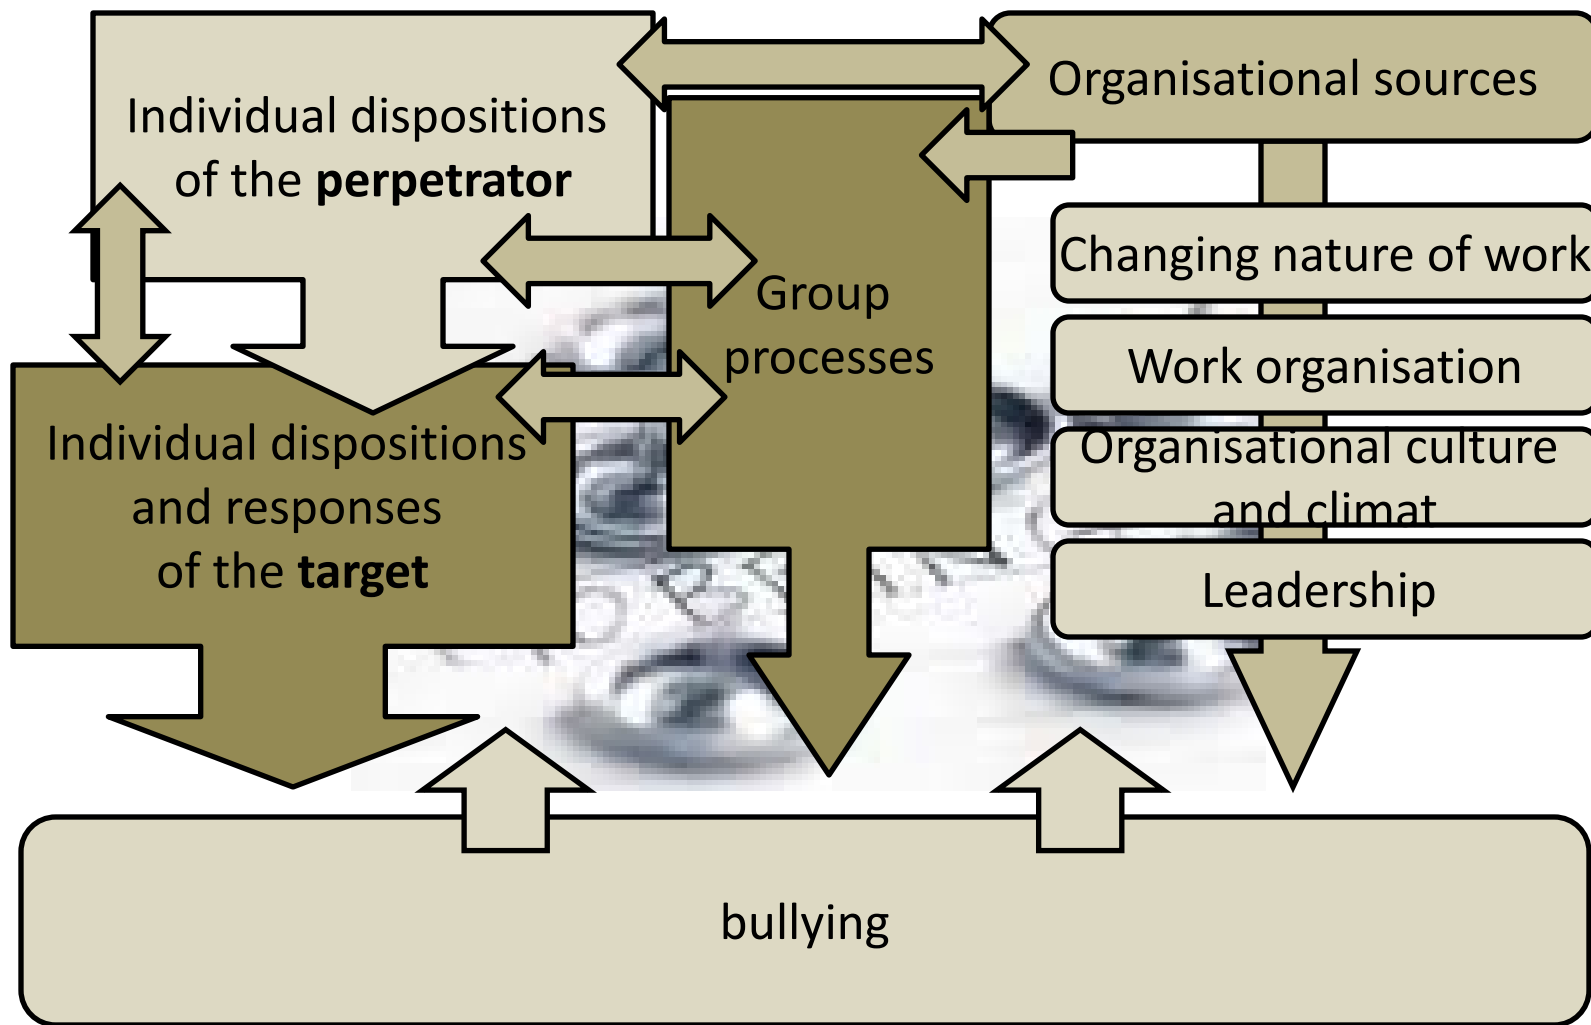 Individual dispositions
of the perpetrator
Organisational sources
Group
processes
Changing nature of work
Work organisation
Organisational culture
and climat
Leadership
Individual dispositions
and responses
of the target
bullying